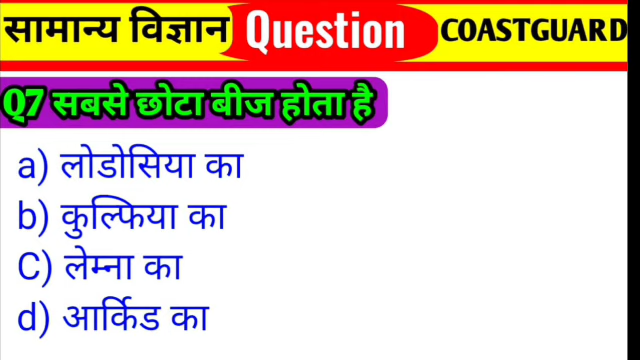 सामान्य विज्ञान Question COASTGUARD
Q7 सबसे छोटा बीज होता है
a) लोडोसिया का
b) कुल्फिया का
C) लेम्ना का
d) आर्किड का